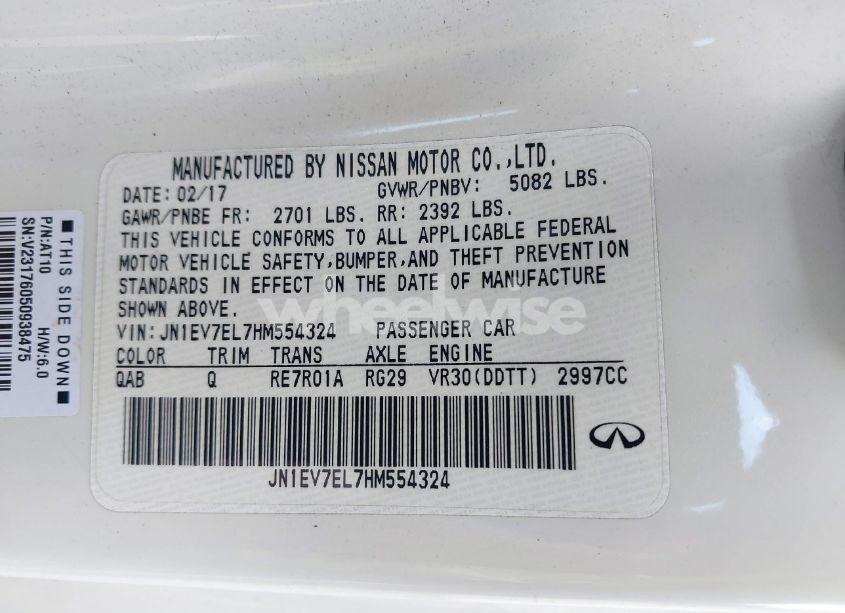 MANUFACTURED BY NISSAN MOTOR CO.,LTD.
DATE: 02/17 GVWR/PNBV: 5082 LBS.
GAWR/PNBE FR: 2701 LBS. RR: 2392 LBS.
THIS VEHICLE CONFORMS TO ALL APPLICABLE FEDERAL
MOTOR VEHICLE SAFETY,BUMPER,AND THEFT PREVENTION
STANDARDS IN EFFECT ON THE DATE OF MANUFACTURE
SHOWN ABOVE.
VIN: JN1EV7EL7HM554324 PASSENGER CAR
COLOR TRIM TRANS AXLE ENGINE
QAB Q RE7R01A RG29 VR30(DDTT) 2997CC
JN1EV7EL7HM554324
THIS SIDE DOWN
P/N:AT10 H/W:6.0
SN:V23176050938475
wheelwise